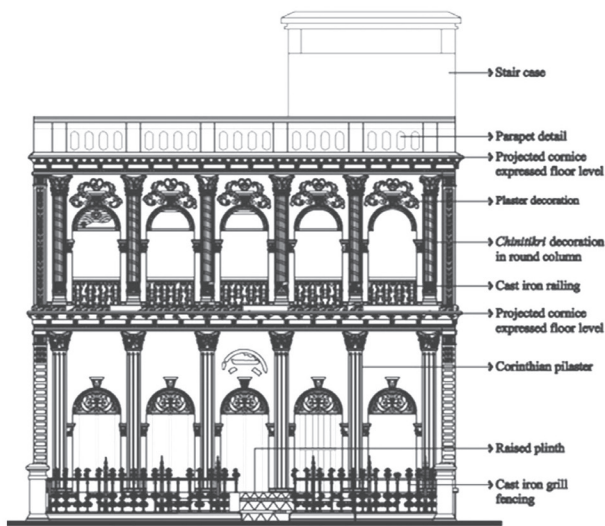 Stair case
Parapet detail
Projected cornice
expressed floor level
Plaster decoration
Chinitikri decoration
in round column
Cast iron railing
Projected cornice
expressed floor level
Corinthian pilaster
Raised plinth
Cast iron grill
fencing